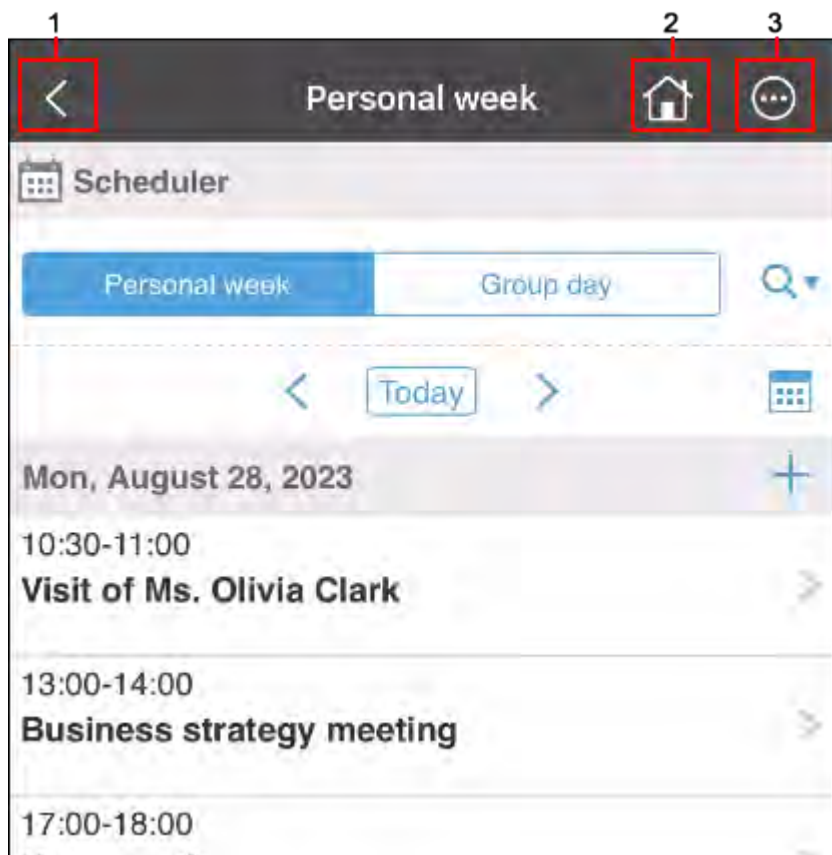 1 2 3
Personal week
Scheduler
Personal week Group day
Today
Mon, August 28, 2023
10:30-11:00
Visit of Ms. Olivia Clark
13:00-14:00
Business strategy meeting
17:00-18:00